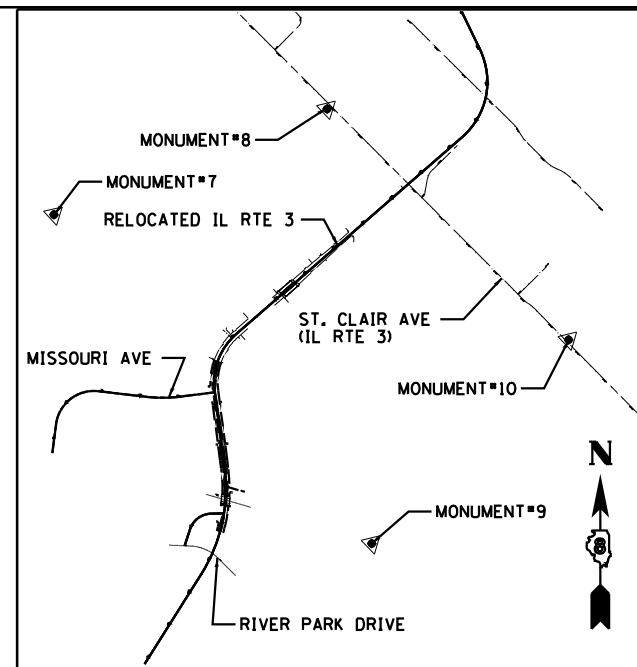 MONUMENT#8
MONUMENT#7
RELOCATED IL RTE 3
ST. CLAIR AVE
(IL RTE 3)
MISSOURI AVE
MONUMENT#10
N
8
MONUMENT#9
RIVER PARK DRIVE